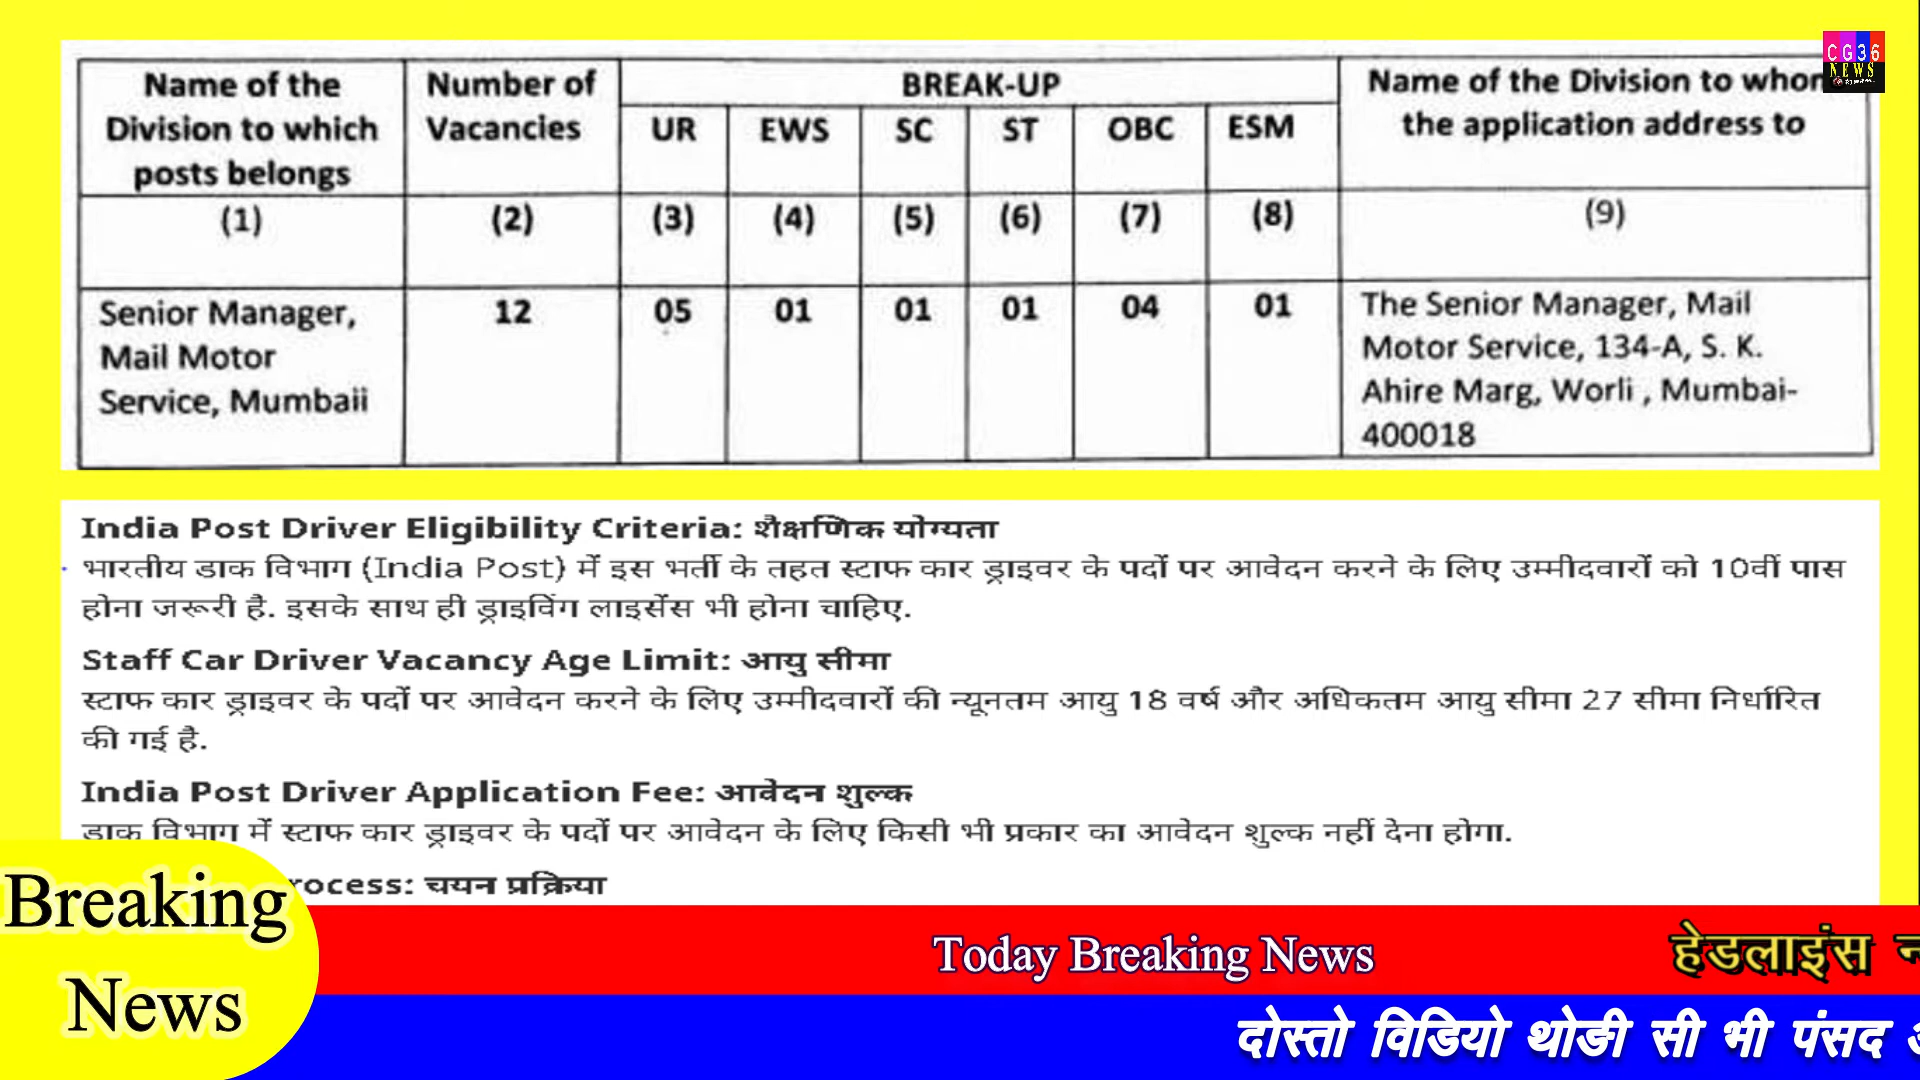 Name of the Division to which posts belongs
Number of Vacancies
BREAK-UP
Name of the Division to whom the application address to
UR EWS SC ST OBC ESM
(1) (2) (3) (4) (5) (6) (7) (8) (9)
Senior Manager, Mail Motor Service, Mumbaii
12 05 01 01 01 04 01
The Senior Manager, Mail
Motor Service, 134-A, S. K.
Ahire Marg, Worli , Mumbai-
400018
CG36
NEWS
India Post Driver Eligibility Criteria: शैक्षणिक योग्यता
भारतीय डाक विभाग (India Post) में इस भर्ती के तहत स्टाफ कार ड्राइवर के पदों पर आवेदन करने के लिए उम्मीदवारों को 10वीं पास
होना जरूरी है. इसके साथ ही ड्राइविंग लाइसेंस भी होना चाहिए.
Staff Car Driver Vacancy Age Limit: आयु सीमा
स्टाफ कार ड्राइवर के पदों पर आवेदन करने के लिए उम्मीदवारों की न्यूनतम आयु 18 वर्ष और अधिकतम आयु सीमा 27 सीमा निर्धारित
की गई है.
India Post Driver Application Fee: आवेदन शुल्क
डाक विभाग में स्टाफ कार ड्राइवर के पदों पर आवेदन के लिए किसी भी प्रकार का आवेदन शुल्क नहीं देना होगा.
rocess: चयन प्रक्रिया
Breaking
News
Today Breaking News
हेडलाइंस
दोस्तो विडियो थोङी सी भी पंसद